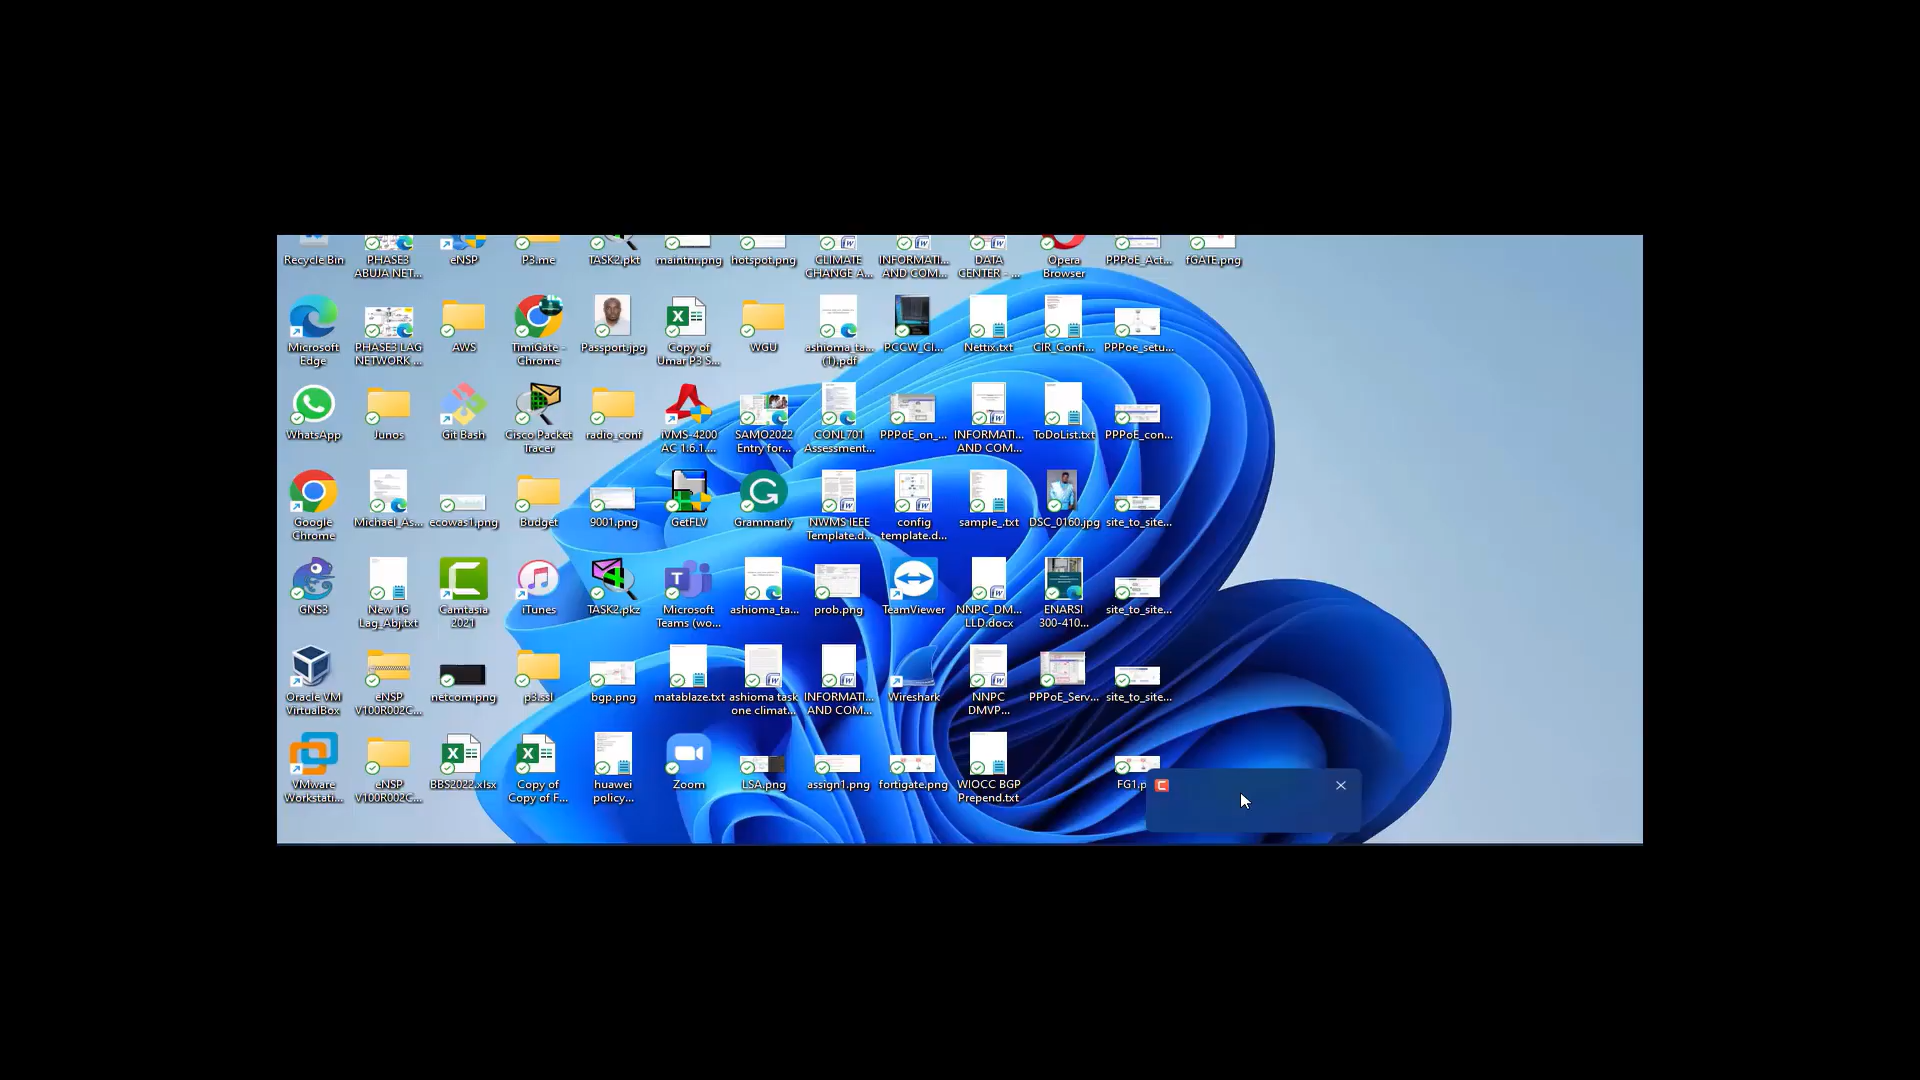 Recycle Bin
PHASE3
ABUJA NET...
eNSP
P3.me
TASK2.pkt
maintnr.png
hotspot.png
CLIMATE
CHANGE A...
INFORMATI...
AND COM...
DATA
CENTER - ...
Opera
Browser
PPPoE_Act...
fGATE.png
Microsoft
Edge
PHASE3 LAG
NETWORK ...
AWS
TimiGate -
Chrome
Passport.jpg
Copy of
Umar P3 S...
WGU
ashioma_ta...
(1).pdf
PCCW_Cl...
Nettix.txt
CIR_Confi...
PPPoe_setu...
WhatsApp
Junos
Git Bash
Cisco Packet
Tracer
radio_conf
iVMS-4200
AC 1.6.1....
SAMO2022
Entry for...
CONL701
Assessment...
PPPoE_on_...
INFORMATI...
AND COM...
ToDoList.txt
PPPoE_con...
Google
Chrome
Michael_As...
ecowas1.png
Budget
9001.png
GetFLV
Grammarly
NWMS IEEE
Template.d...
config
template.d...
sample_.txt
DSC_0160.jpg
site_to_site...
GNS3
New 1G
Lag_Abj.txt
Camtasia
2021
iTunes
TASK2.pkz
Microsoft
Teams (wo...
ashioma_ta...
prob.png
TeamViewer
NNPC_DM...
LLD.docx
ENARSI
300-410...
site_to_site...
Oracle VM
VirtualBox
eNSP
V100R002C...
netcom.png
p3.ssl
bgp.png
matablaze.txt
ashioma task
one climat...
INFORMATI...
AND COM...
Wireshark
NNPC
DMVP...
PPPoE_Serv...
site_to_site...
VMware
Workstati...
eNSP
V100R002C...
BBS2022.xlsx
Copy of
Copy of F...
huawei
policy...
Zoom
LSA.png
assign1.png
fortigate.png
WIOCC BGP
Prepend.txt
FG1.p